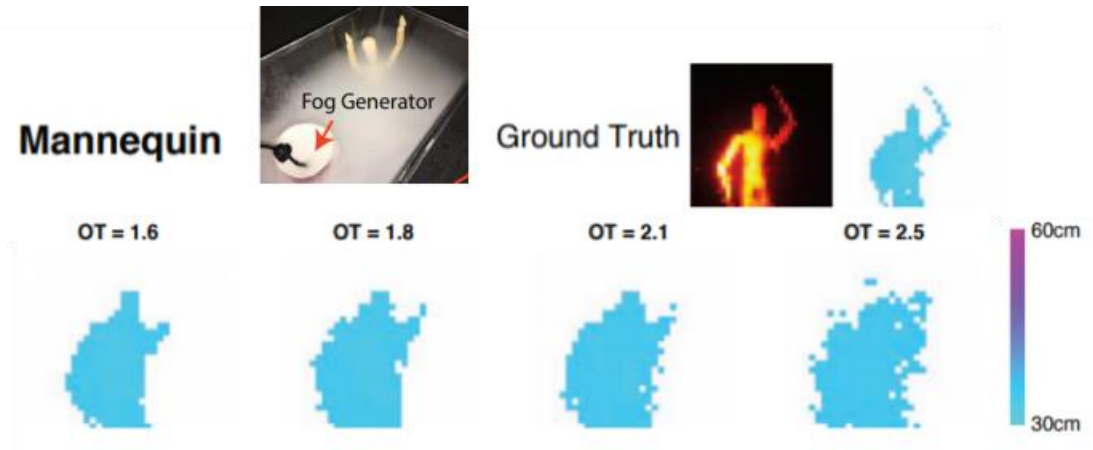 Fog Generator
Mannequin
Ground Truth
OT = 1.6
OT = 1.8
OT = 2.1
OT = 2.5
60cm
30cm